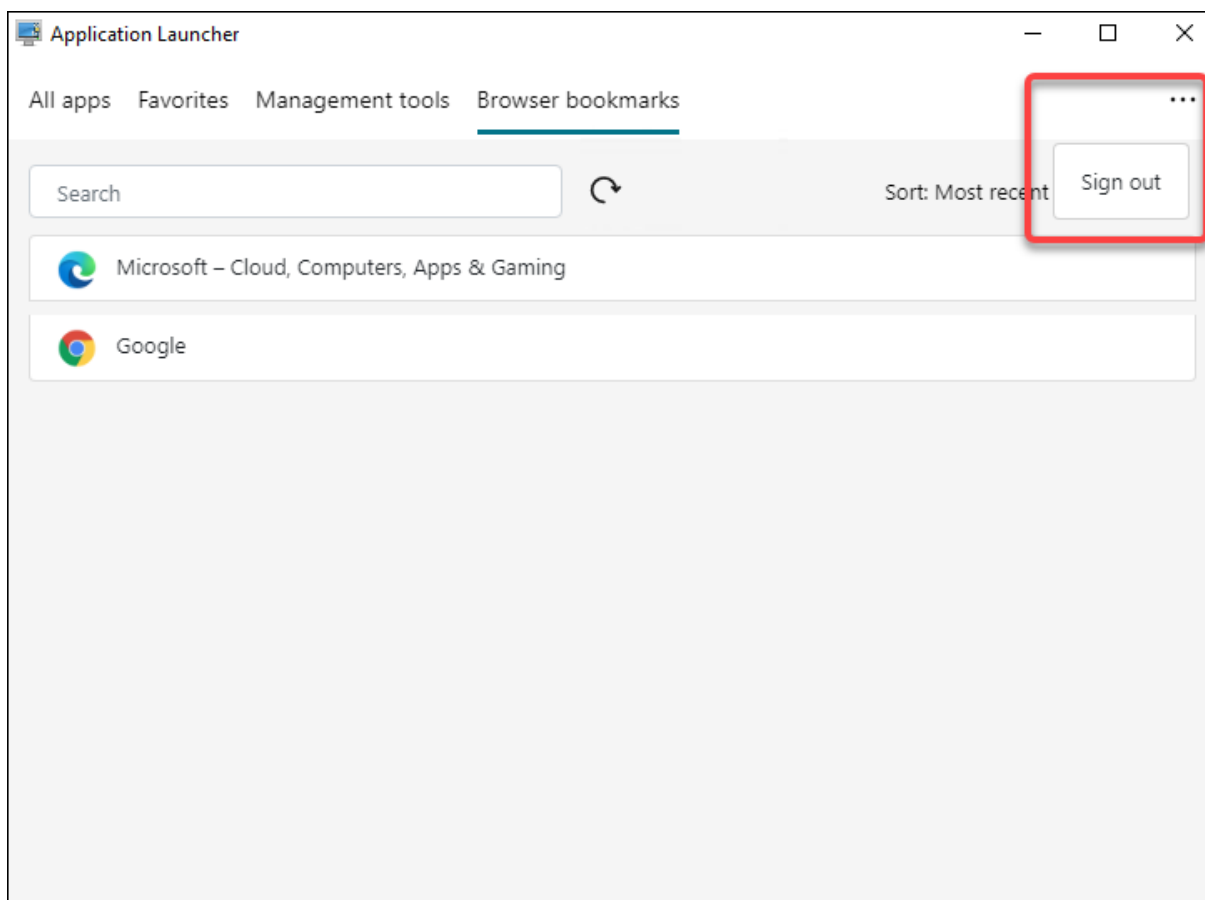 Application Launcher
All apps Favorites Management tools Browser bookmarks ...
Search Sort: Most recent Sign out
Microsoft – Cloud, Computers, Apps & Gaming
Google